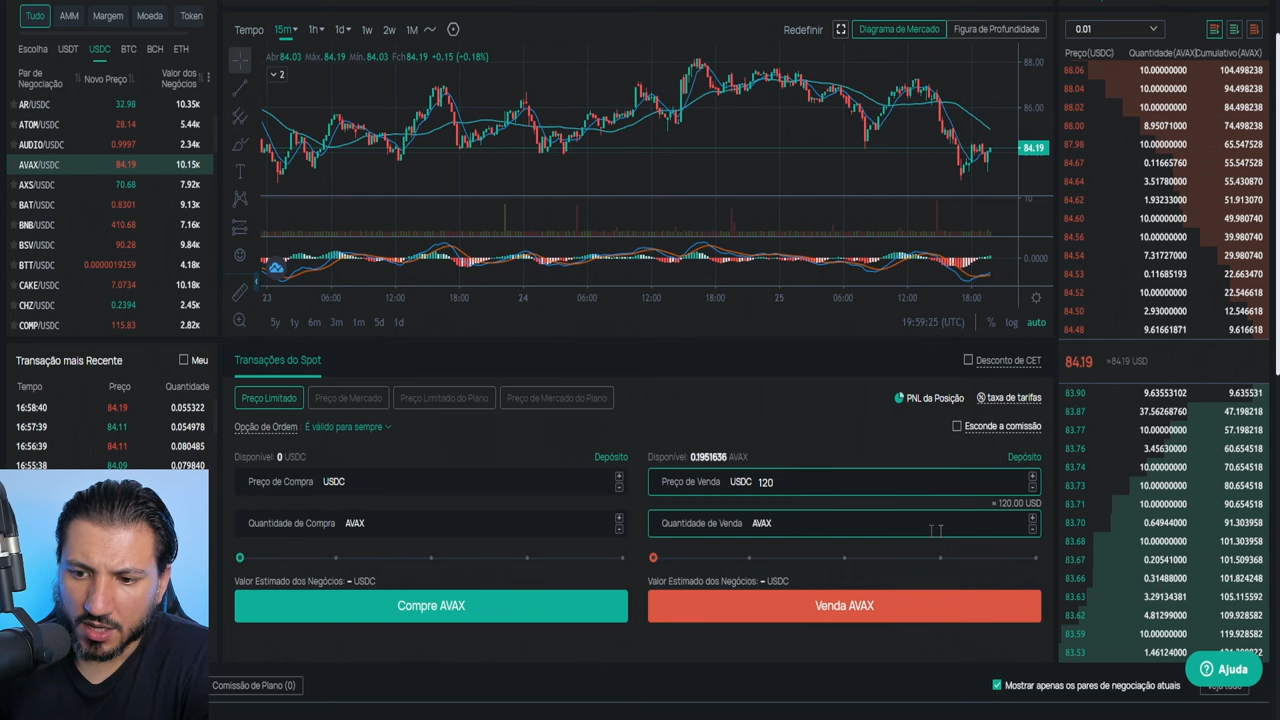 Tudo AMM Margem Moeda Token
Escolha USDT USDC BTC BCH ETH
Par de Negociação Novo Preço Valor dos Negócios
AR/USDC 32.98 10.35K
ATOM/USDC 28.14 5.44K
AUDIO/USDC 0.9997 2.34K
AVAX/USDC 84.19 10.15K
AXS/USDC 70.68 7.92K
BAT/USDC 0.8301 9.13K
BNB/USDC 410.68 7.16K
BSV/USDC 90.28 9.84K
BTT/USDC 0.0000019259 4.18K
CAKE/USDC 7.0734 10.18K
CHZ/USDC 0.2394 2.45K
COMP/USDC 115.83 2.82K
Transação mais Recente Meu
Tempo Preço Quantidade
16:58:40 84.19 0.055322
16:57:39 84.11 0.054978
16:56:39 84.11 0.080485
16:55:38 84.09 0.079840
Tempo 15m 1h 1d 1w 2w 1M Redefinir Diagrama de Mercado Figura de Profundidade
Abr84.03 Máx.84.19 Mín.84.03 Fch84.19 +0.15 (+0.18%)
2
88.00
86.00
84.19
10
0.0000
23 06:00 12:00 18:00 24 06:00 12:00 18:00 25 06:00 12:00 18:00
5y 1y 6m 3m 1m 5d 1d 19:59:25 (UTC) % log auto
Transações do Spot Desconto de CET
Preço Limitado Preço de Mercado Preço Limitado do Plano Preço de Mercado do Plano PNL da Posição taxa de tarifas
Opção de Ordem É válido para sempre Esconde a comissão
Disponível: 0 USDC Depósito Disponível: 0.1951636 AVAX Depósito
Preço de Compra USDC Preço de Venda USDC 120
≈ 120.00 USD
Quantidade de Compra AVAX Quantidade de Venda AVAX
Valor Estimado dos Negócios: – USDC Valor Estimado dos Negócios: – USDC
Compre AVAX Venda AVAX
Comissão de Plano (0) Mostrar apenas os pares de negociação atuais
0.01
Preço(USDC) Quantidade(AVAX) Cumulativo(AVAX)
88.06 10.00000000 104.498238
88.04 10.00000000 94.498238
88.02 10.00000000 84.498238
88.00 8.95071000 74.498238
87.98 10.00000000 65.547528
84.67 0.11665760 55.547528
84.64 3.51780000 55.430870
84.62 1.93233000 51.913070
84.60 10.00000000 49.980740
84.56 10.00000000 39.980740
84.54 7.31727000 29.980740
84.53 0.11685193 22.663470
84.52 10.00000000 22.546618
84.50 2.93000000 12.546618
84.48 9.61661871 9.616618
84.19 ≈84.19 USD
83.90 9.63553102 9.635531
83.87 37.56268760 47.198218
83.77 10.00000000 57.198218
83.76 3.45630000 60.654518
83.74 10.00000000 70.654518
83.73 10.00000000 80.654518
83.71 10.00000000 90.654518
83.70 0.64944000 91.303958
83.68 10.00000000 101.303958
83.67 0.20541000 101.509368
83.66 0.31488000 101.824248
83.63 3.29134381 105.115592
83.62 4.81299000 109.928582
83.59 10.00000000 119.928582
83.53 1.46124000
Ajuda